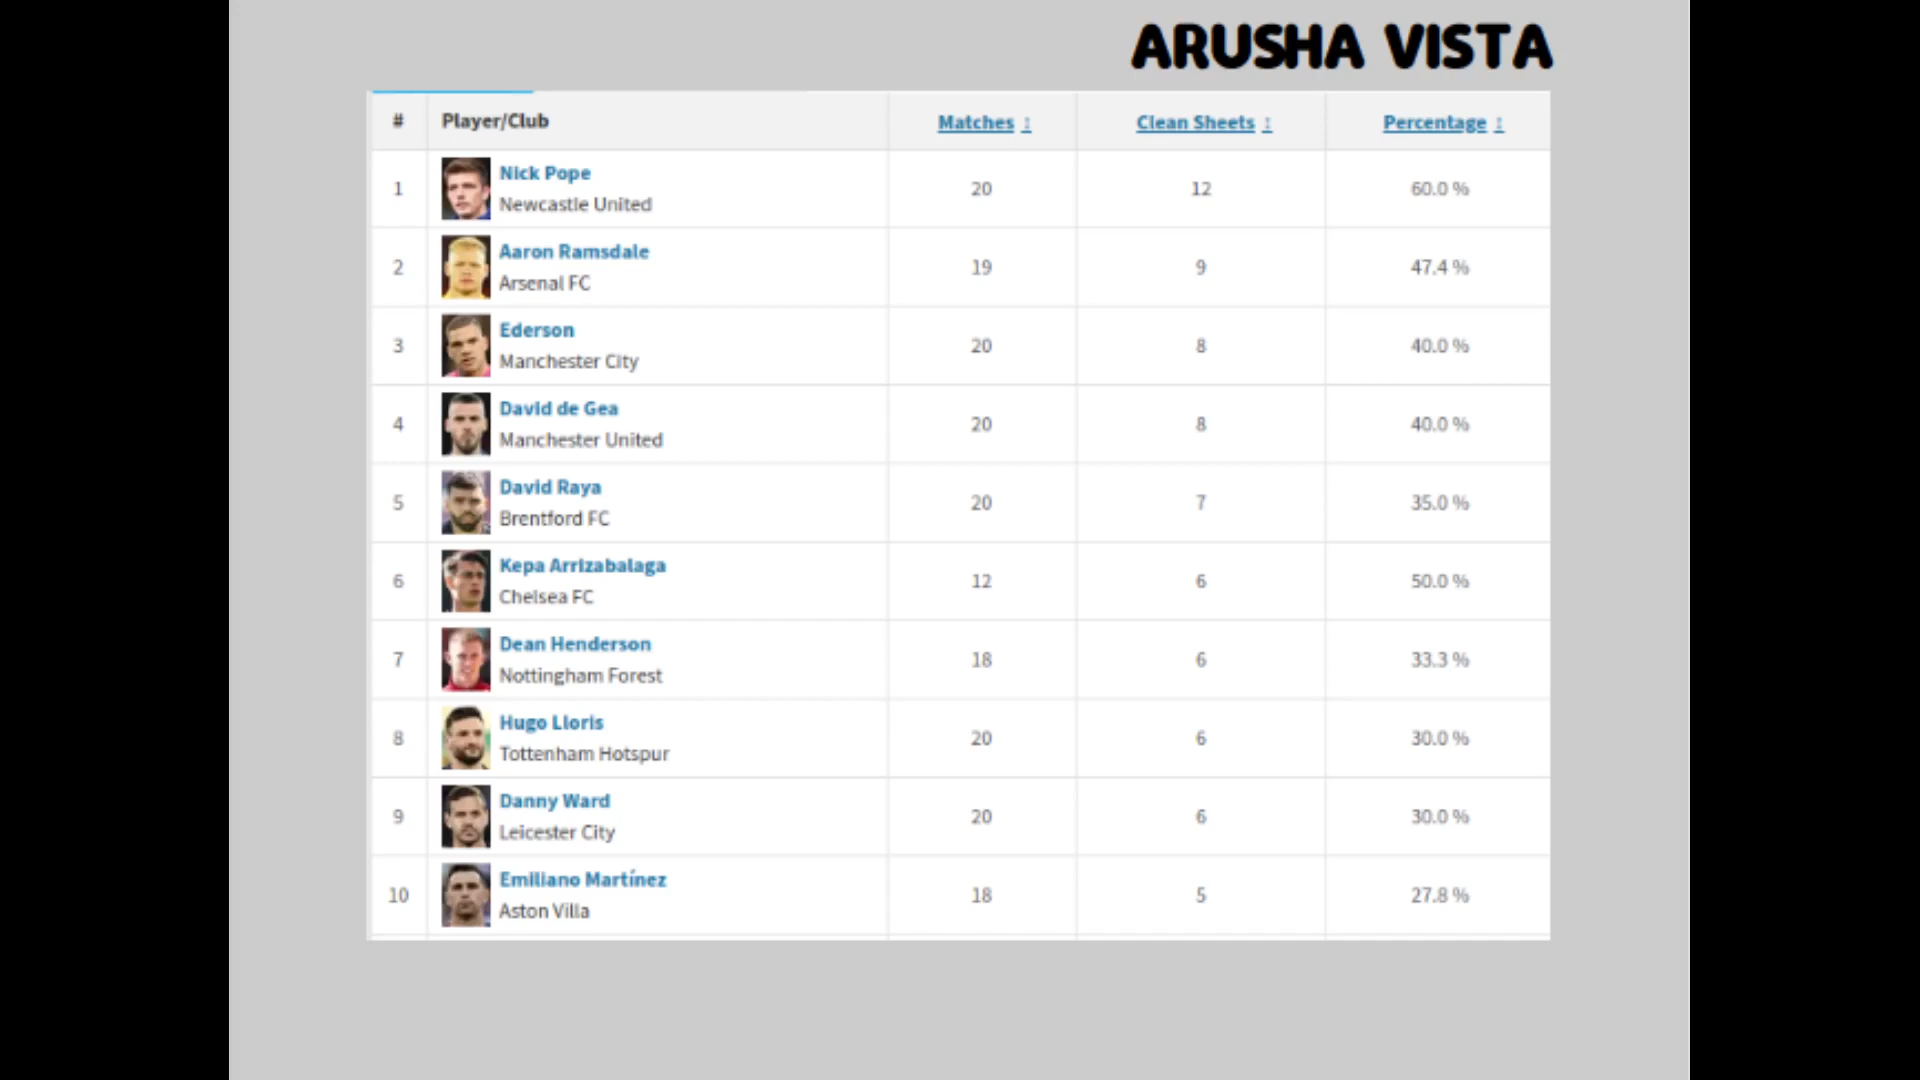 ARUSHA VISTA
# Player/Club Matches ↕ Clean Sheets ↕ Percentage ↕
1 Nick Pope 20 12 60.0 %
Newcastle United
2 Aaron Ramsdale 19 9 47.4 %
Arsenal FC
3 Ederson 20 8 40.0 %
Manchester City
4 David de Gea 20 8 40.0 %
Manchester United
5 David Raya 20 7 35.0 %
Brentford FC
6 Kepa Arrizabalaga 12 6 50.0 %
Chelsea FC
7 Dean Henderson 18 6 33.3 %
Nottingham Forest
8 Hugo Lloris 20 6 30.0 %
Tottenham Hotspur
9 Danny Ward 20 6 30.0 %
Leicester City
10 Emiliano Martínez 18 5 27.8 %
Aston Villa